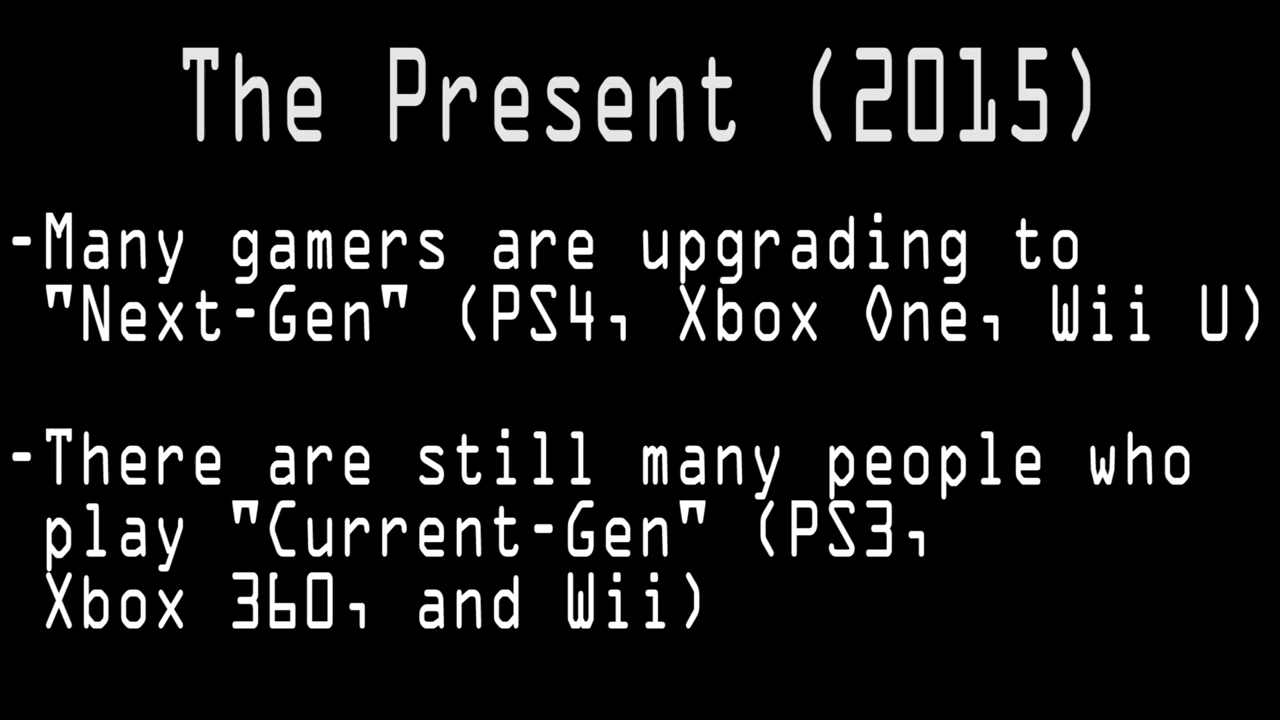 The Present (2015)
-Many gamers are upgrading to
"Next-Gen" (PS4, Xbox One, Wii U)
-There are still many people who
play "Current-Gen" (PS3,
Xbox 360, and Wii)